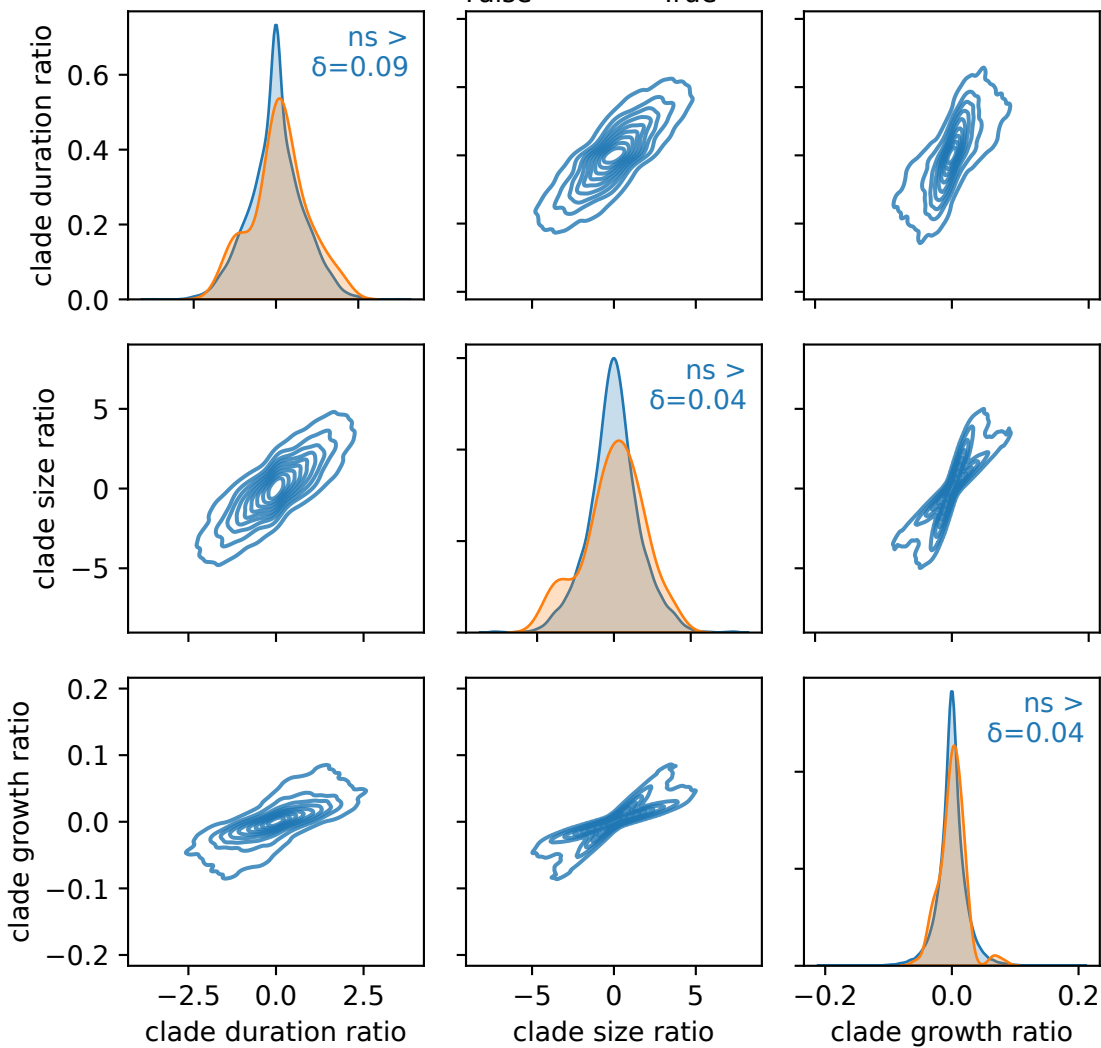 clade duration ratio
0.6
0.4
0.2
0.0
ns >
δ=0.09
clade size ratio
5
0
−5
ns >
δ=0.04
clade growth ratio
0.2
0.1
0.0
−0.1
−0.2
ns >
δ=0.04
−2.5 0.0 2.5
−5 0 5
−0.2 0.0 0.2
clade duration ratio
clade size ratio
clade growth ratio